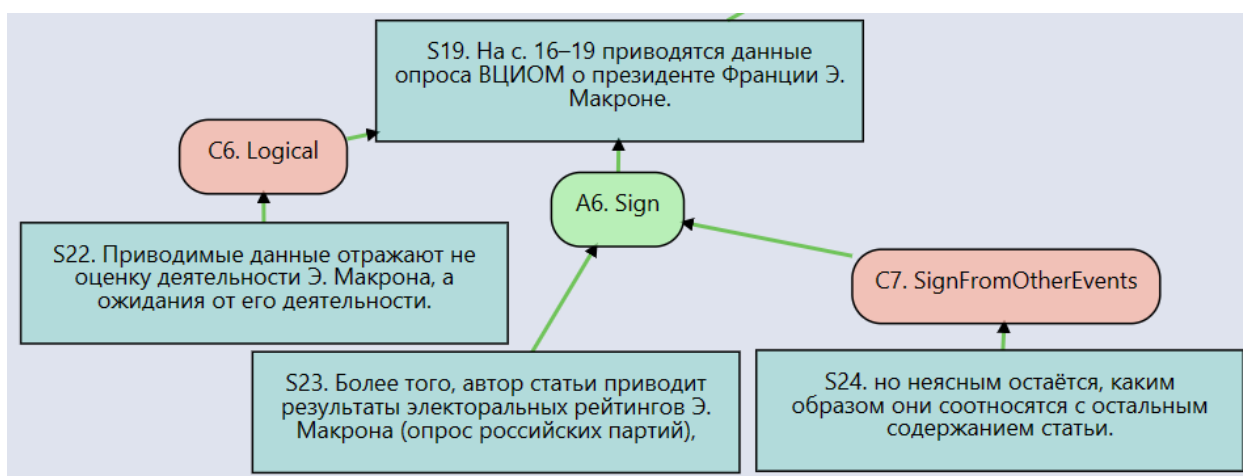 S19. На с. 16–19 приводятся данные
опроса ВЦИОМ о президенте Франции Э.
Макроне.
C6. Logical
A6. Sign
S22. Приводимые данные отражают не
оценку деятельности Э. Макрона, а
ожидания от его деятельности.
C7. SignFromOtherEvents
S23. Более того, автор статьи приводит
результаты электоральных рейтингов Э.
Макрона (опрос российских партий),
S24. но неясным остаётся, каким
образом они соотносятся с остальным
содержанием статьи.